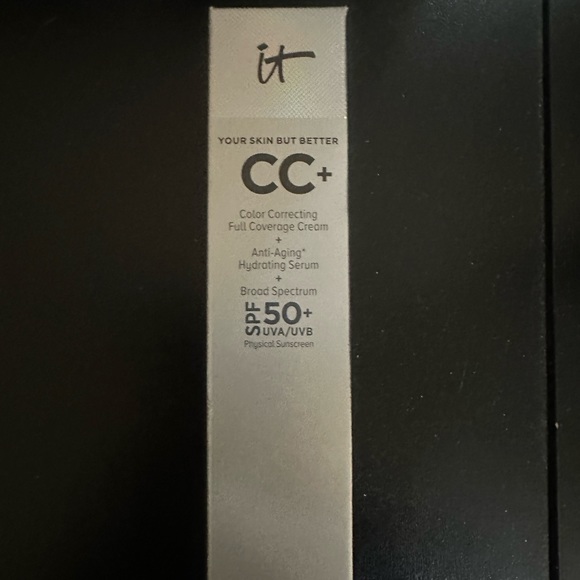 it
YOUR SKIN BUT BETTER
CC+
Color Correcting
Full Coverage Cream
+
Anti-Aging*
Hydrating Serum
+
Broad Spectrum
SPF 50+
UVA/UVB
Physical Sunscreen